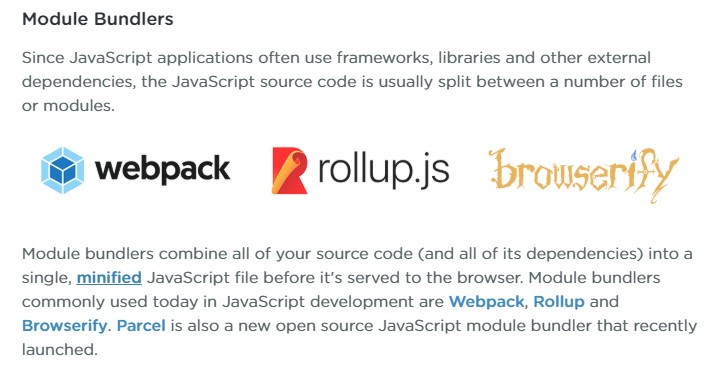 Module Bundlers
Since JavaScript applications often use frameworks, libraries and other external
dependencies, the JavaScript source code is usually split between a number of files
or modules.
webpack rollup.js browserify
Module bundlers combine all of your source code (and all of its dependencies) into a
single, minified JavaScript file before it's served to the browser. Module bundlers
commonly used today in JavaScript development are Webpack, Rollup and
Browserify. Parcel is also a new open source JavaScript module bundler that recently
launched.